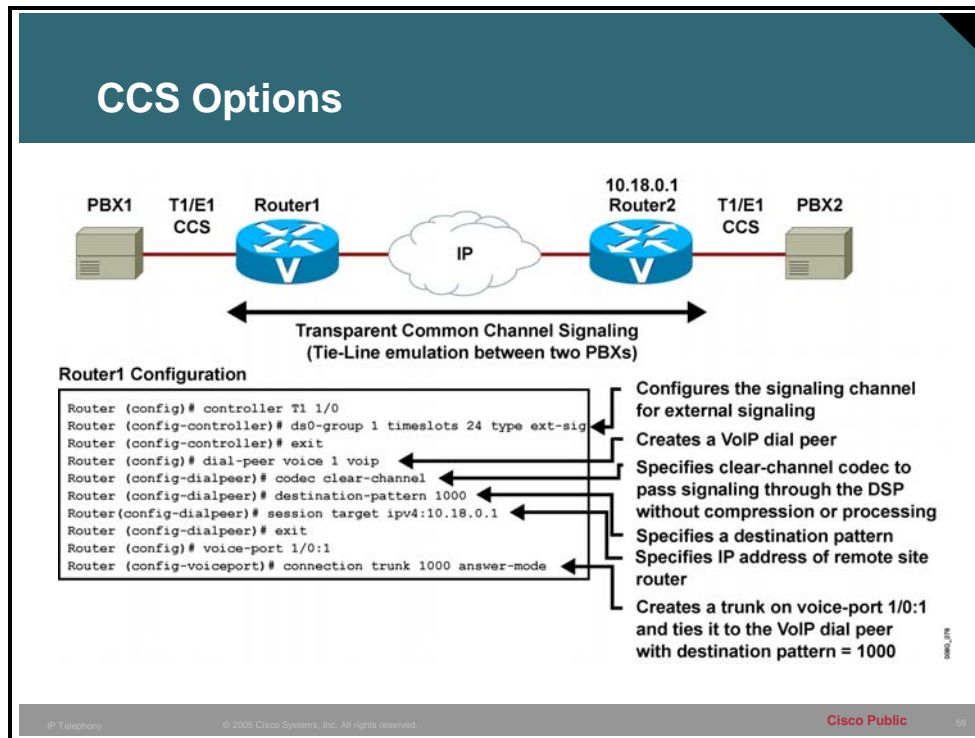 CCS Options
10.18.0.1
PBX1 T1/E1 Router1 Router2 T1/E1 PBX2
CCS CCS
IP
V V
Transparent Common Channel Signaling
(Tie-Line emulation between two PBXs)
Router1 Configuration
Router (config)# controller T1 1/0
Router (config-controller)# ds0-group 1 timeslots 24 type ext-sig
Router (config-controller)# exit
Router (config)# dial-peer voice 1 voip
Router (config-dialpeer)# codec clear-channel
Router (config-dialpeer)# destination-pattern 1000
Router(config-dialpeer)# session target ipv4:10.18.0.1
Router (config-dialpeer)# exit
Router (config)# voice-port 1/0:1
Router (config-voiceport)# connection trunk 1000 answer-mode
Configures the signaling channel
for external signaling
Creates a VoIP dial peer
Specifies clear-channel codec to
pass signaling through the DSP
without compression or processing
Specifies a destination pattern
Specifies IP address of remote site
router
Creates a trunk on voice-port 1/0:1
and ties it to the VoIP dial peer
with destination pattern = 1000
IP Telephony
© 2005 Cisco Systems, Inc. All rights reserved.
Cisco Public
59